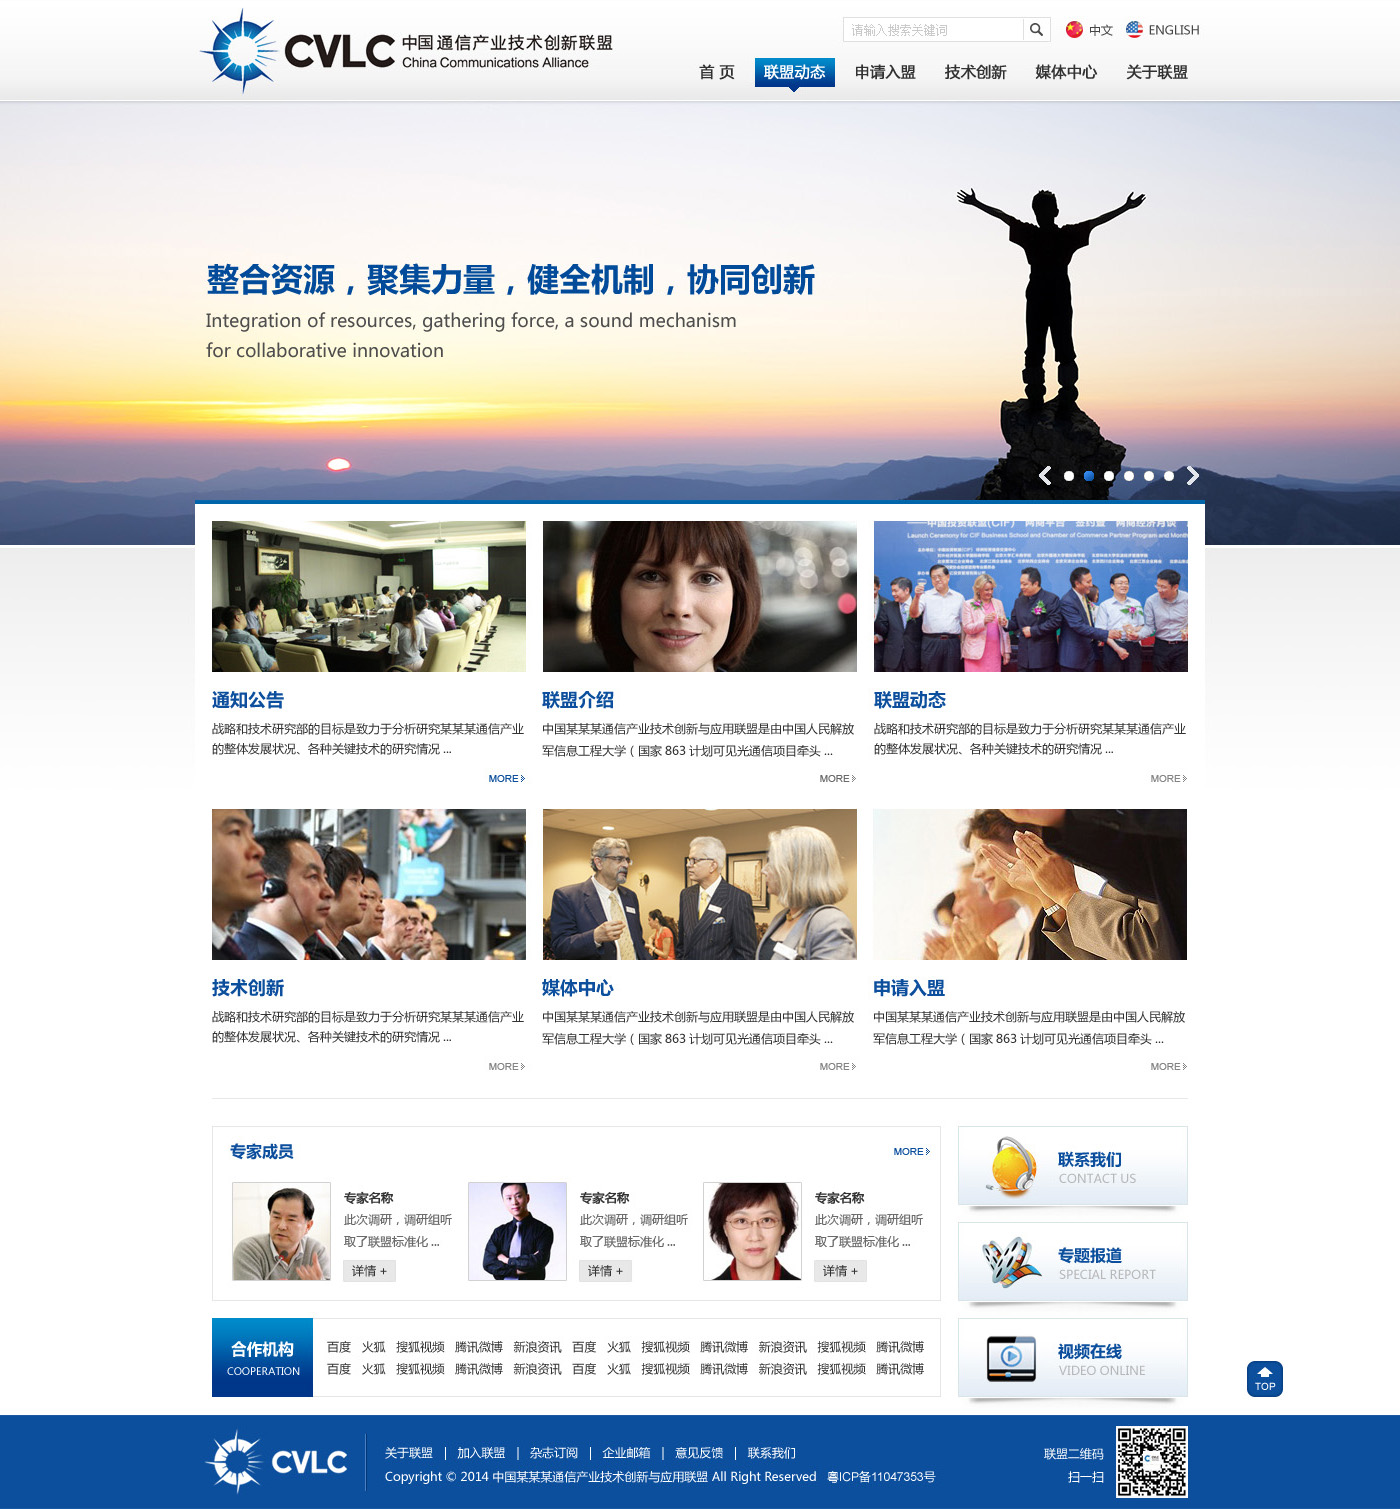 CVLC 中国通信产业技术创新联盟
China Communications Alliance
请输入搜索关键词
中文 ENGLISH
首 页 联盟动态 申请入盟 技术创新 媒体中心 关于联盟
整合资源，聚集力量，健全机制，协同创新
Integration of resources, gathering force, a sound mechanism
for collaborative innovation
Launch Ceremony for CIF Business School and Chamber of Commerce Partner Program and Month
通知公告
战略和技术研究部的目标是致力于分析研究某某某通信产业
的整体发展状况、各种关键技术的研究情况 ...
MORE
联盟介绍
中国某某某通信产业技术创新与应用联盟是由中国人民解放
军信息工程大学（国家 863 计划可见光通信项目牵头 ...
MORE
联盟动态
战略和技术研究部的目标是致力于分析研究某某某通信产业
的整体发展状况、各种关键技术的研究情况 ...
MORE
技术创新
战略和技术研究部的目标是致力于分析研究某某某通信产业
的整体发展状况、各种关键技术的研究情况 ...
MORE
媒体中心
中国某某某通信产业技术创新与应用联盟是由中国人民解放
军信息工程大学（国家 863 计划可见光通信项目牵头 ...
MORE
申请入盟
中国某某某通信产业技术创新与应用联盟是由中国人民解放
军信息工程大学（国家 863 计划可见光通信项目牵头 ...
MORE
专家成员
MORE
专家名称
此次调研，调研组听
取了联盟标准化 ...
详情 +
专家名称
此次调研，调研组听
取了联盟标准化 ...
详情 +
专家名称
此次调研，调研组听
取了联盟标准化 ...
详情 +
联系我们
CONTACT US
专题报道
SPECIAL REPORT
视频在线
VIDEO ONLINE
合作机构
COOPERATION
百度 火狐 搜狐视频 腾讯微博 新浪资讯 百度 火狐 搜狐视频 腾讯微博 新浪资讯 搜狐视频 腾讯微博
百度 火狐 搜狐视频 腾讯微博 新浪资讯 百度 火狐 搜狐视频 腾讯微博 新浪资讯 搜狐视频 腾讯微博
TOP
CVLC
关于联盟 | 加入联盟 | 杂志订阅 | 企业邮箱 | 意见反馈 | 联系我们
Copyright © 2014 中国某某某通信产业技术创新与应用联盟 All Right Reserved 粤ICP备11047353号
联盟二维码
扫一扫